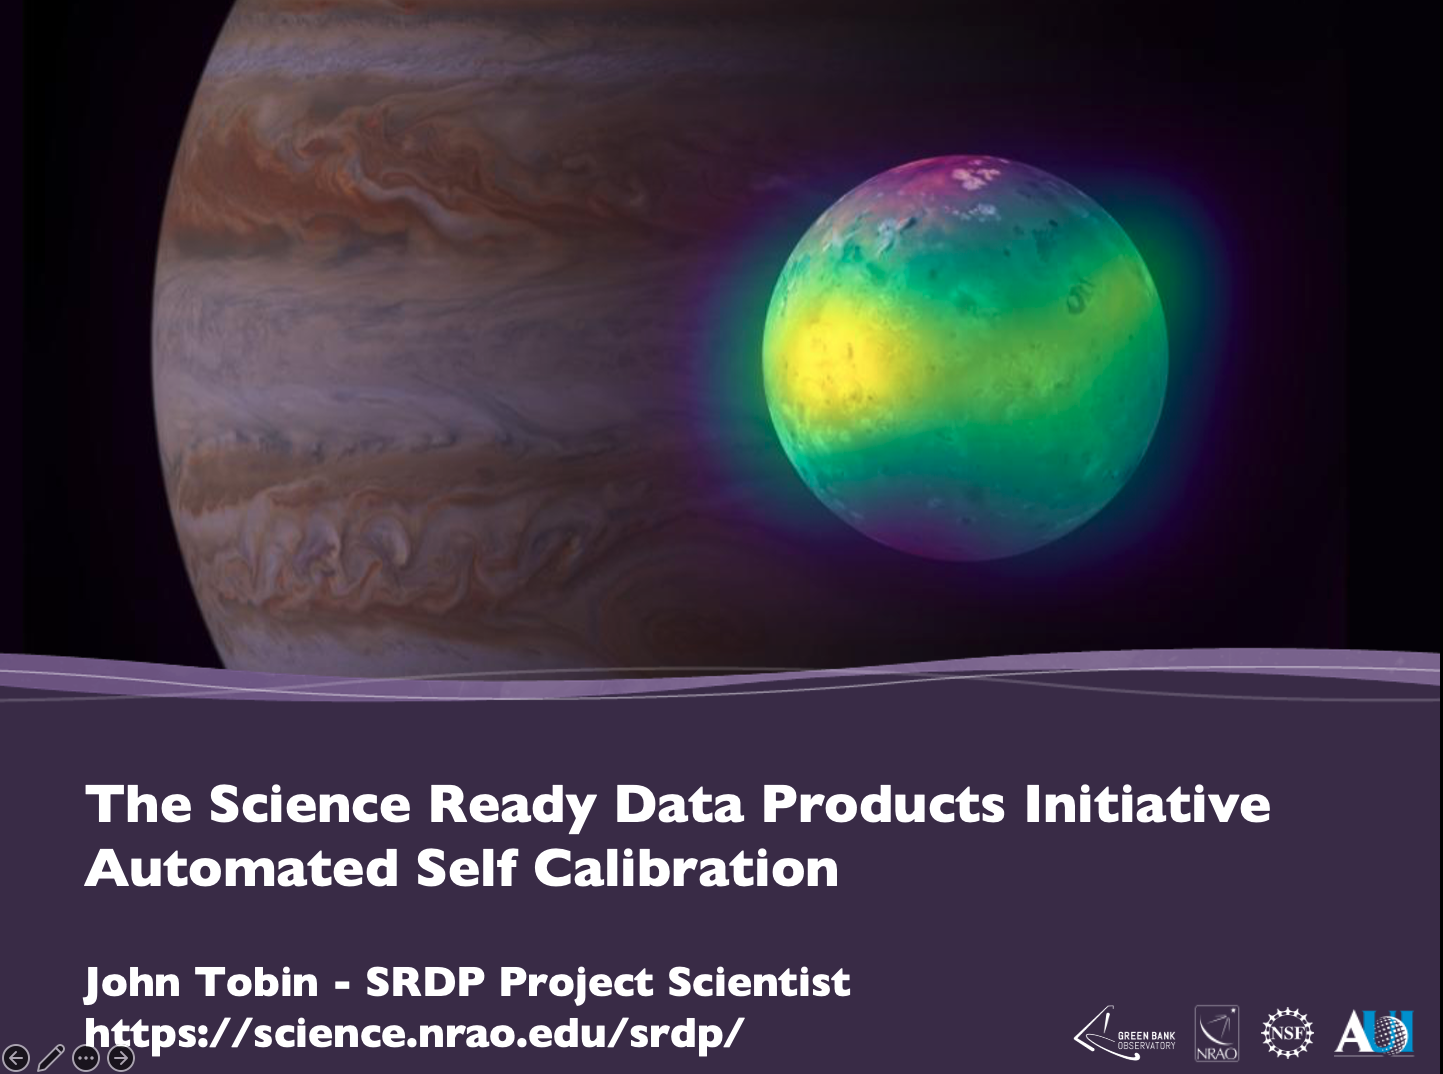 The Science Ready Data Products Initiative
Automated Self Calibration
John Tobin - SRDP Project Scientist
https://science.nrao.edu/srdp/
GREEN BANK
OBSERVATORY
NRAO
NSF
AUI